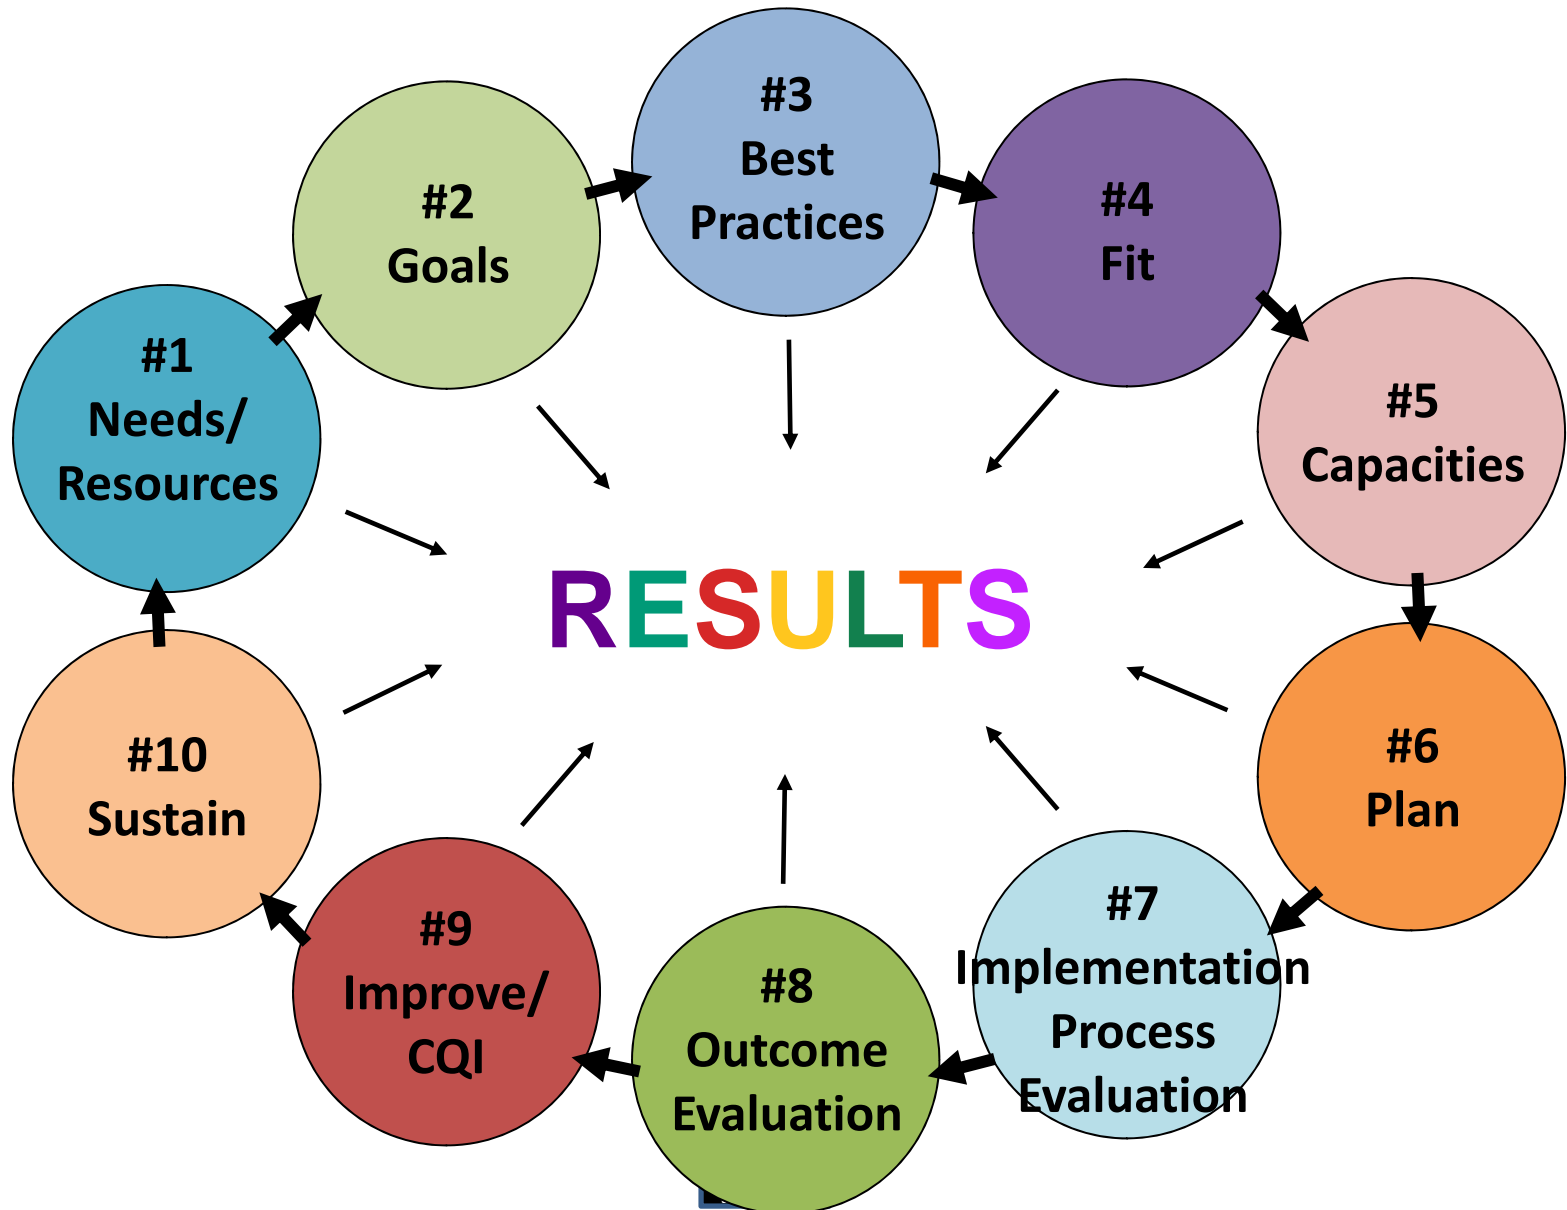 #1
Needs/
Resources
#2
Goals
#3
Best
Practices
#4
Fit
#5
Capacities
#6
Plan
#7
Implementation
Process
Evaluation
#8
Outcome
Evaluation
#9
Improve/
CQI
#10
Sustain
RESULTS